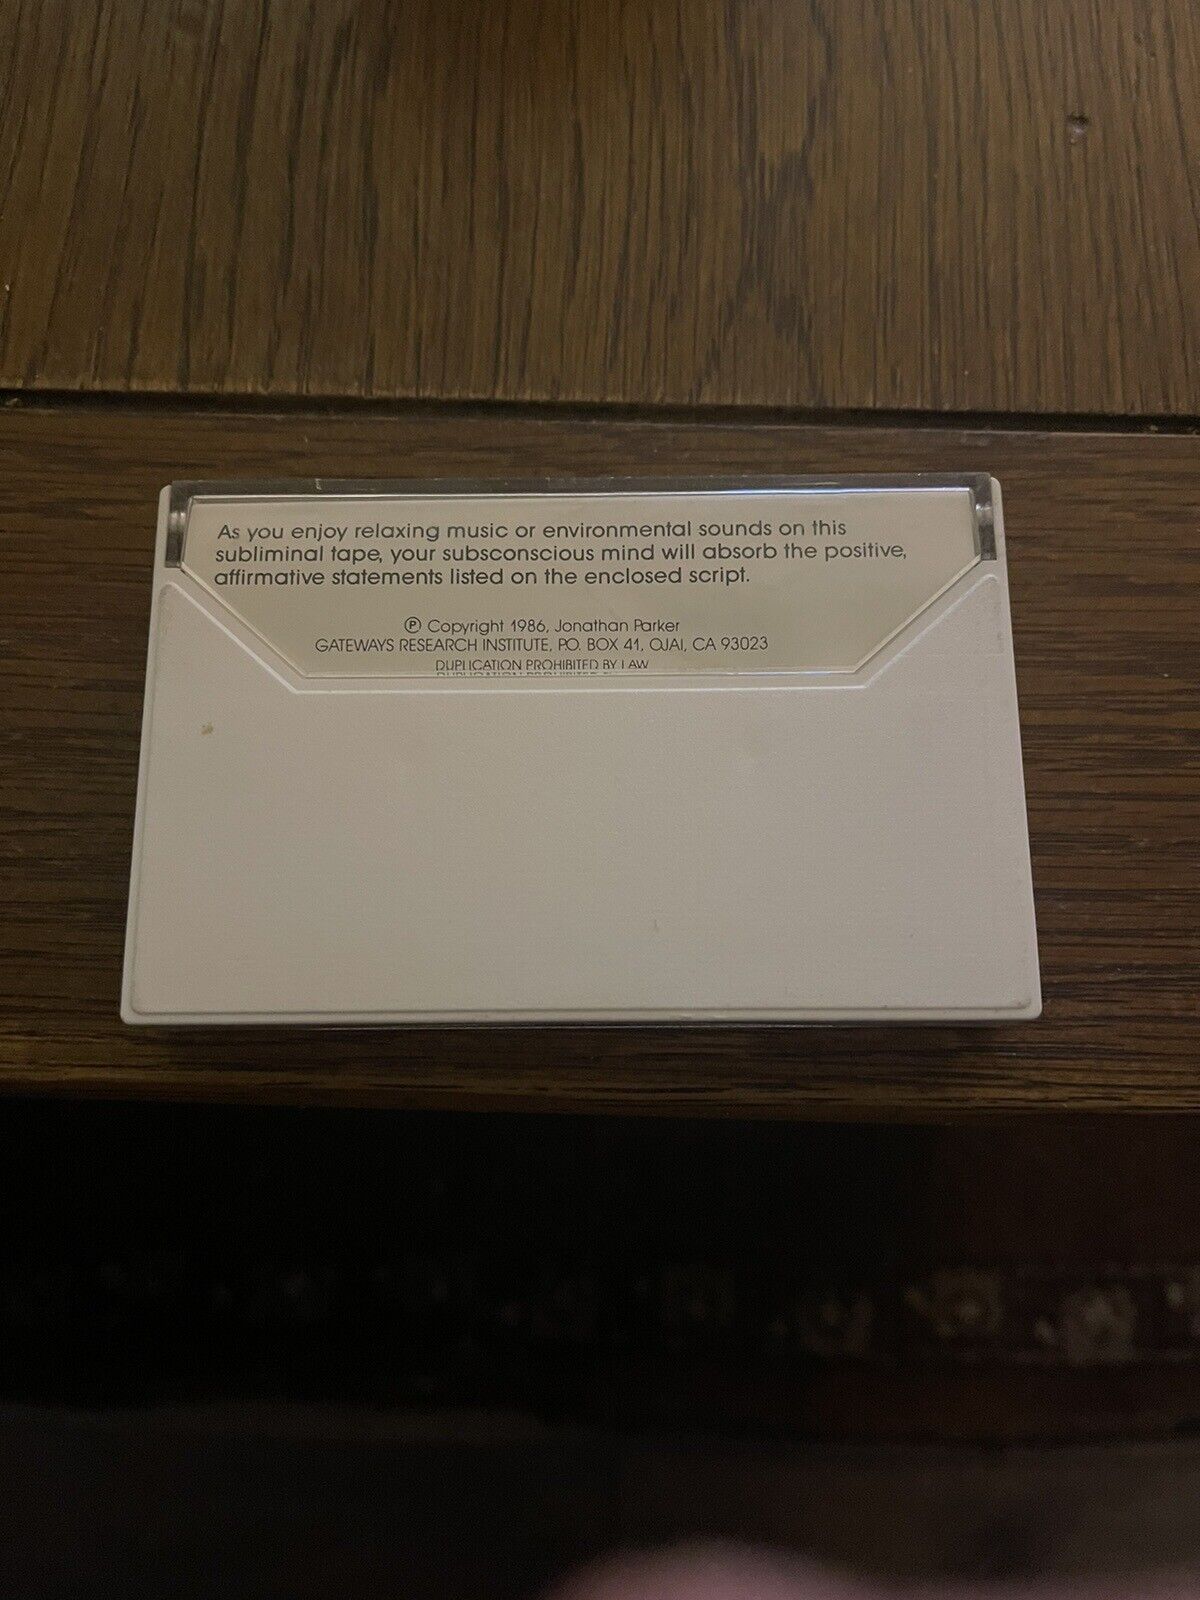 As you enjoy relaxing music or environmental sounds on this
subliminal tape, your subsconscious mind will absorb the positive,
affirmative statements listed on the enclosed script.
℗ Copyright 1986, Jonathan Parker
GATEWAYS RESEARCH INSTITUTE, P.O. BOX 41, OJAI, CA 93023
DUPLICATION PROHIBITED BY LAW